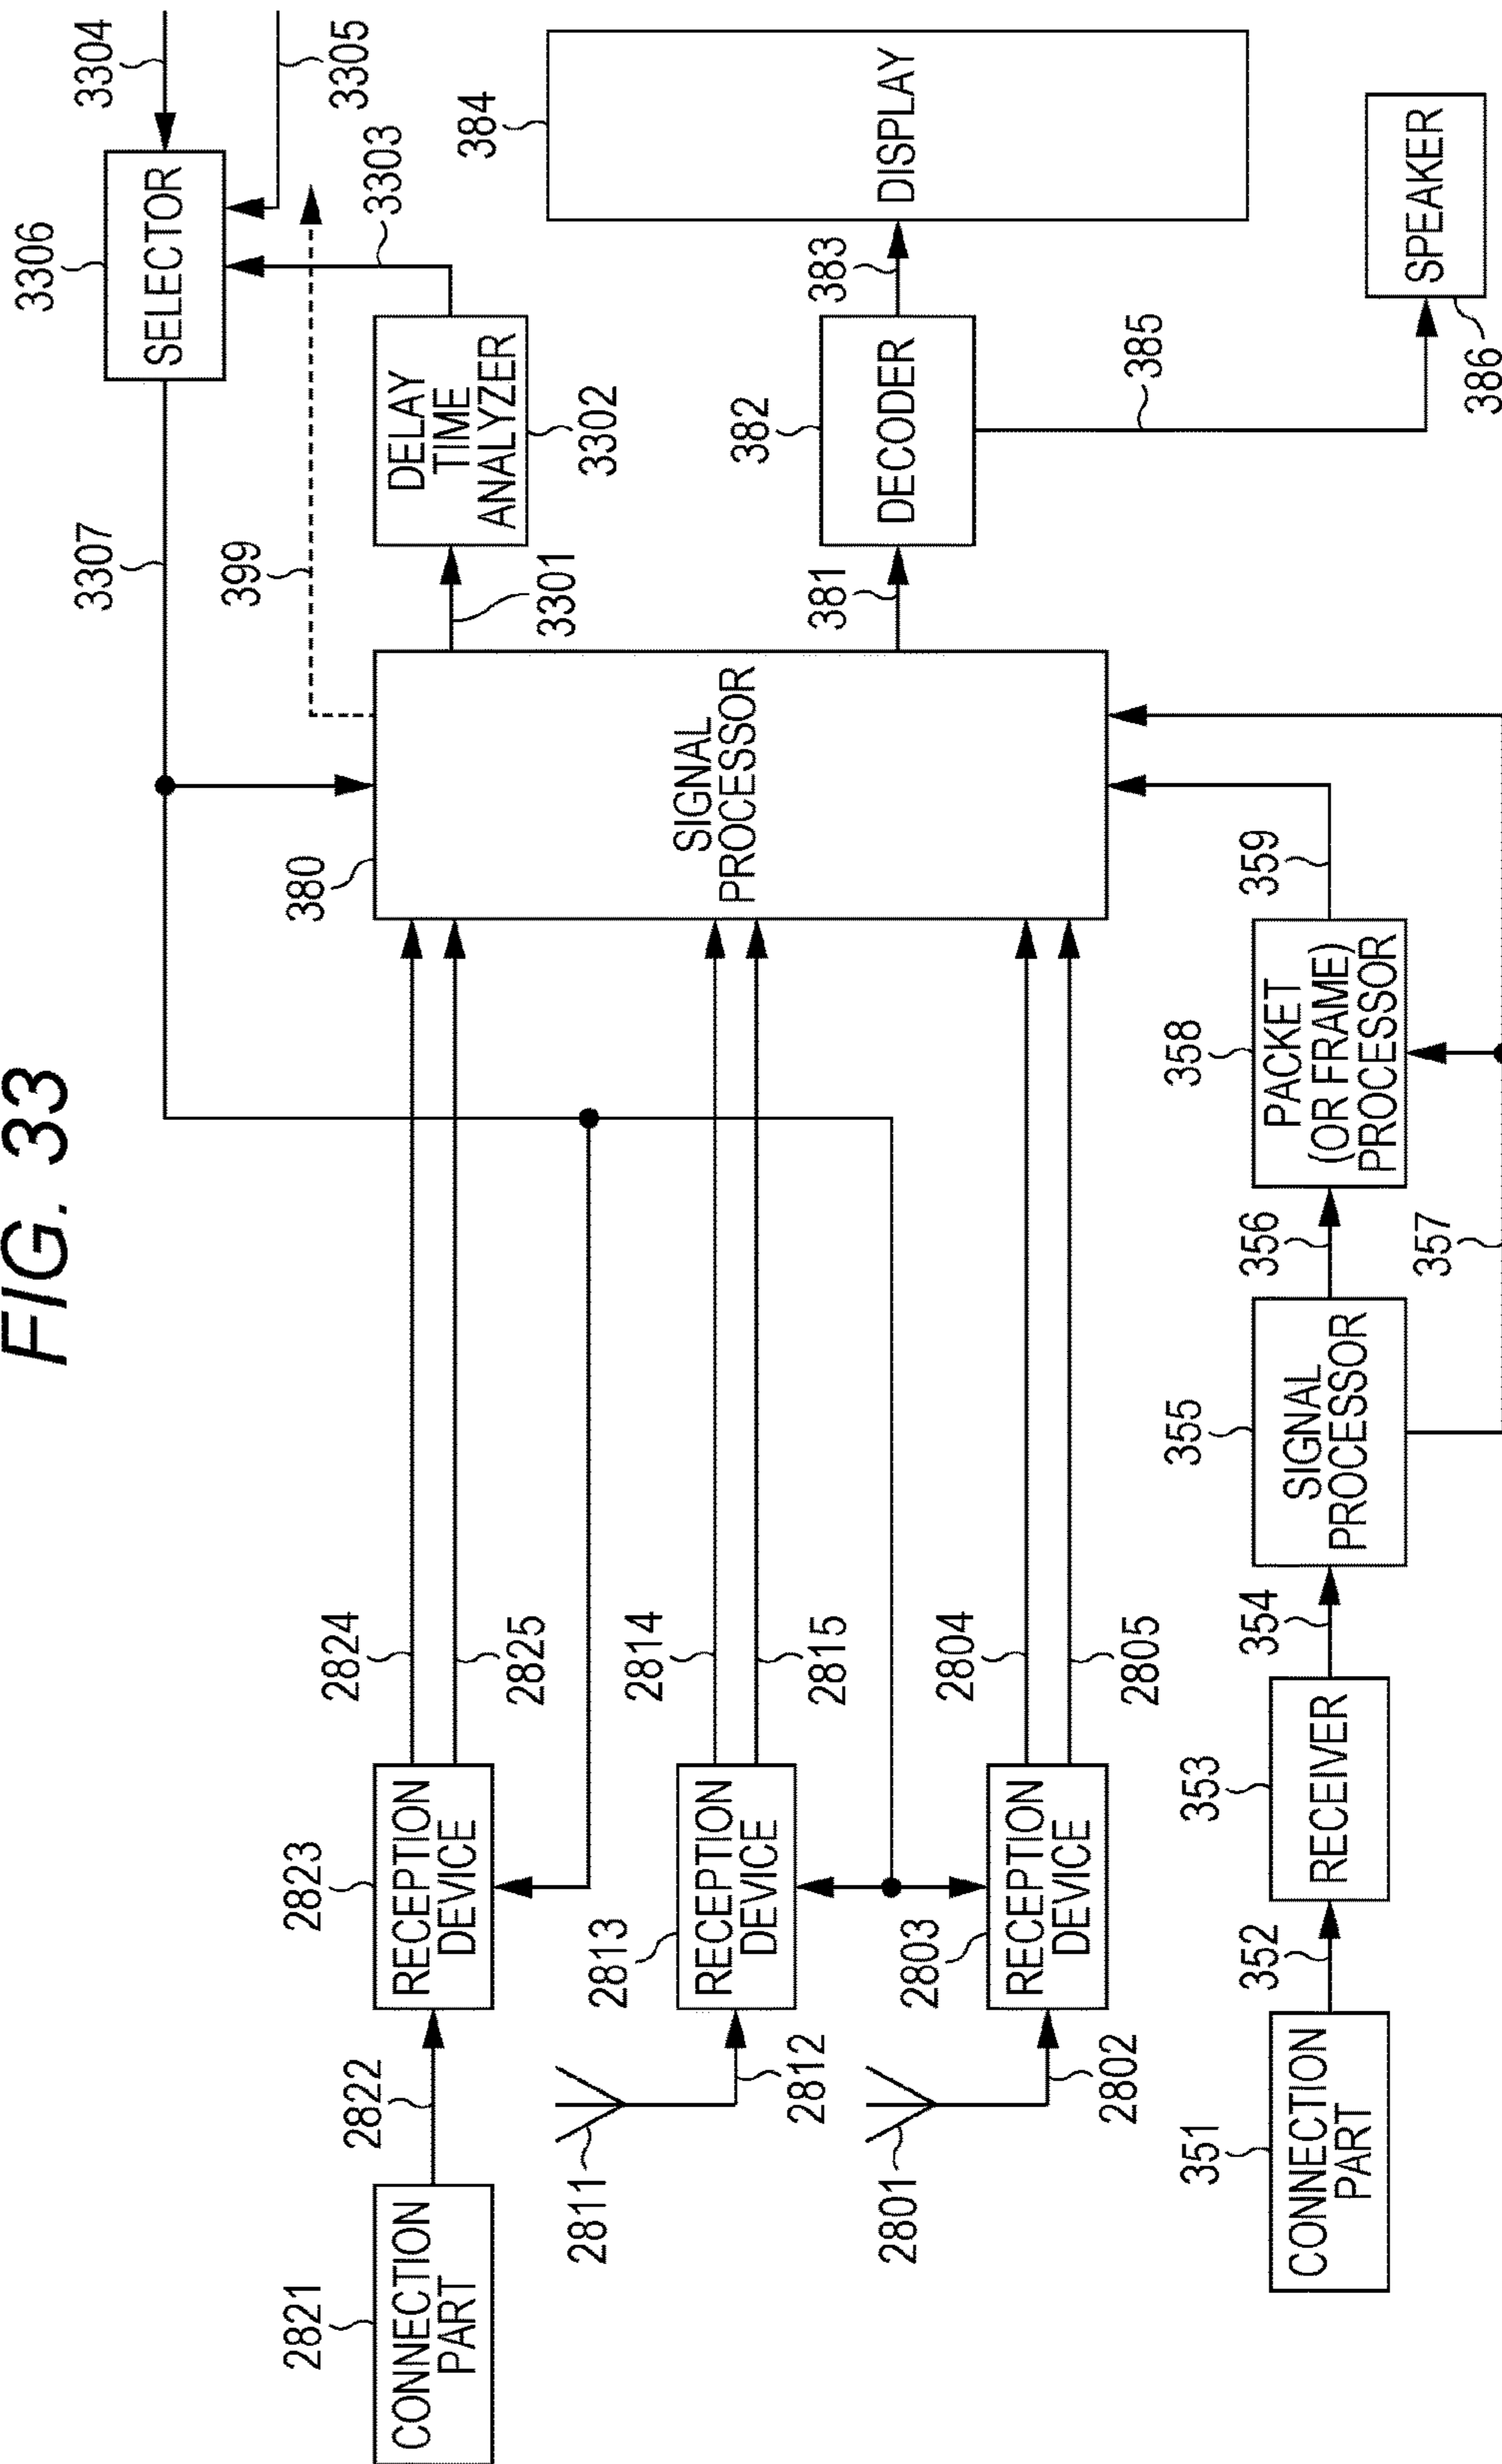 FIG. 33
2821
CONNECTION
PART
2822
2823
RECEPTION
DEVICE
2824
2825
2811
2812
2813
RECEPTION
DEVICE
2814
2815
2801
2802
2803
RECEPTION
DEVICE
2804
2805
351
CONNECTION
PART
352
353
RECEIVER
354
355
SIGNAL
PROCESSOR
356
357
358
PACKET
(OR FRAME)
PROCESSOR
359
380
SIGNAL
PROCESSOR
3307
399
3301
DELAY
TIME
ANALYZER
3302
3303
3306
SELECTOR
3304
3305
381
382
DECODER
383
384
DISPLAY
385
386
SPEAKER